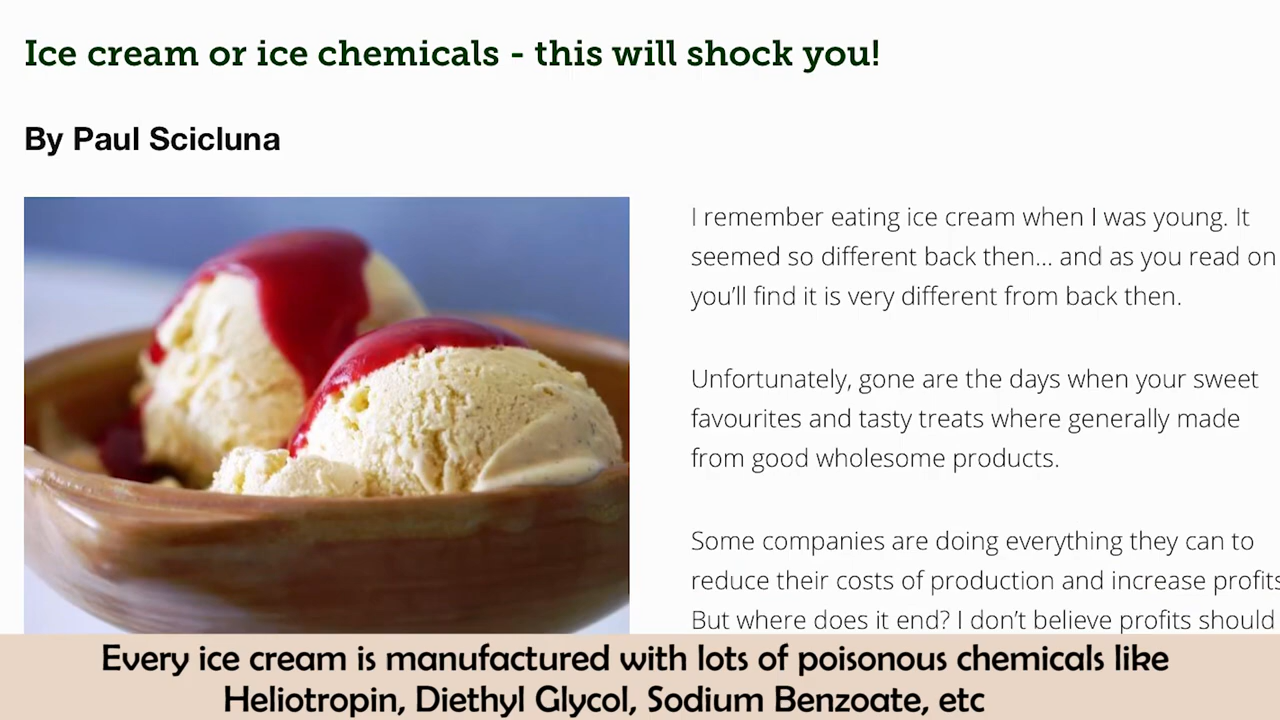 Ice cream or ice chemicals - this will shock you!
By Paul Scicluna
I remember eating ice cream when I was young. It
seemed so different back then... and as you read on
you'll find it is very different from back then.
Unfortunately, gone are the days when your sweet
favourites and tasty treats where generally made
from good wholesome products.
Some companies are doing everything they can to
reduce their costs of production and increase profits
But where does it end? I don't believe profits should
Every ice cream is manufactured with lots of poisonous chemicals like
Heliotropin, Diethyl Glycol, Sodium Benzoate, etc